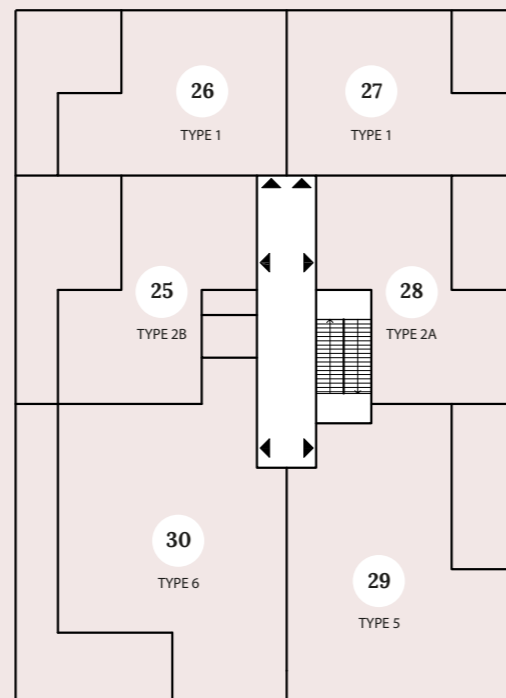 26
TYPE 1
27
TYPE 1
25
TYPE 2B
28
TYPE 2A
30
TYPE 6
29
TYPE 5